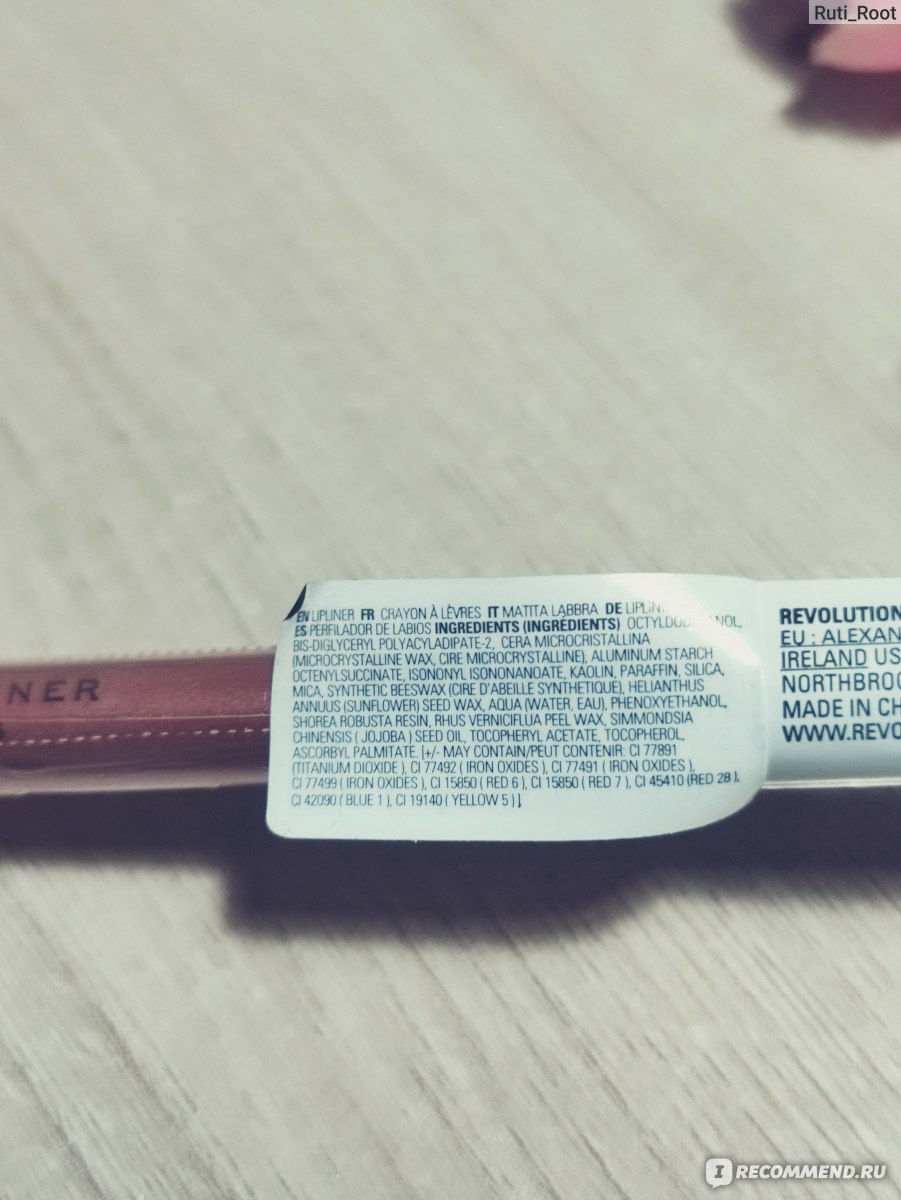 Ruti_Root
NER
S
EN LIPLINER FR CRAYON À LÈVRES IT MATITA LABBRA DE
ES PERFILADOR DE LABIOS INGREDIENTS (INGRÉDIENTS)
BIS-DIGLYCERYL POLYACYLADIPATE-2, CERA MICROCRISTALLINA
(MICROCRYSTALLINE WAX, CIRE MICROCRYSTALLINE), ALUMINUM STARCH
OCTENYLSUCCINATE, ISONONYL ISONONANOATE, KAOLIN, PARAFFIN, SILICA,
MICA, SYNTHETIC BEESWAX (CIRE D'ABEILLE SYNTHETIQUE), HELIANTHUS
ANNUUS (SUNFLOWER) SEED WAX, AQUA (WATER, EAU), PHENOXYETHANOL,
SHOREA ROBUSTA RESIN, RHUS VERNICIFLUA PEEL WAX, SIMMONDSIA
CHINENSIS ( JOJOBA ) SEED OIL, TOCOPHERYL ACETATE, TOCOPHEROL,
ASCORBYL PALMITATE. [+/- MAY CONTAIN/PEUT CONTENIR: CI 77891
(TITANIUM DIOXIDE ), CI 77492 ( IRON OXIDES ), CI 77491 ( IRON OXIDES ),
CI 77499 ( IRON OXIDES ), CI 15850 ( RED 6 ), CI 15850 ( RED 7 ), CI 45410 (RED 28 ),
CI 42090 ( BLUE 1 ), CI 19140 ( YELLOW 5 ) ]
REVOLUTION
EU : ALEXAN
IRELAND US
NORTHBROO
MADE IN CH
WWW.REVO
IRECOMMEND.RU